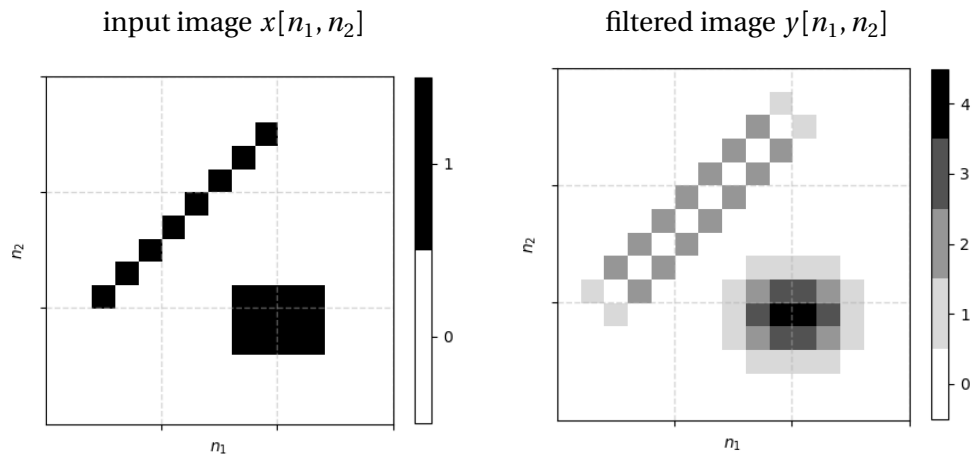 input image x[n₁, n₂]
filtered image y[n₁, n₂]
n₂
1
0
n₁
n₂
4
3
2
1
0
n₁